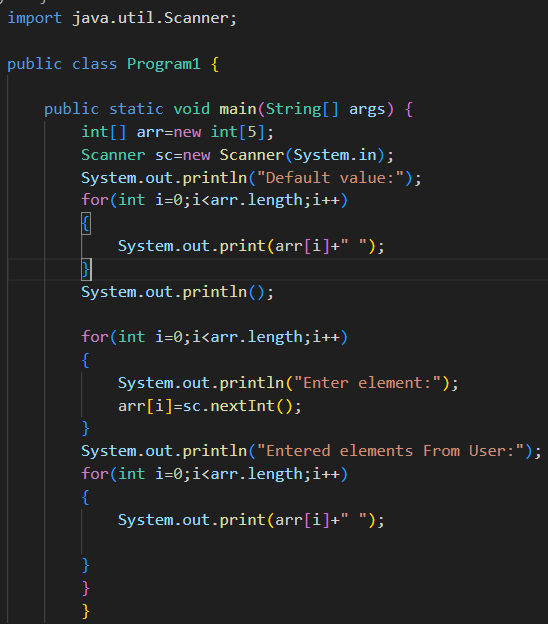 import java.util.Scanner;
public class Program1 {
public static void main(String[] args) {
int[] arr=new int[5];
Scanner sc=new Scanner(System.in);
System.out.println("Default value:");
for(int i=0;i<arr.length;i++)
{
System.out.print(arr[i]+" ");
}
System.out.println();
for(int i=0;i<arr.length;i++)
{
System.out.println("Enter element:");
arr[i]=sc.nextInt();
}
System.out.println("Entered elements From User:");
for(int i=0;i<arr.length;i++)
{
System.out.print(arr[i]+" ");
}
}
}